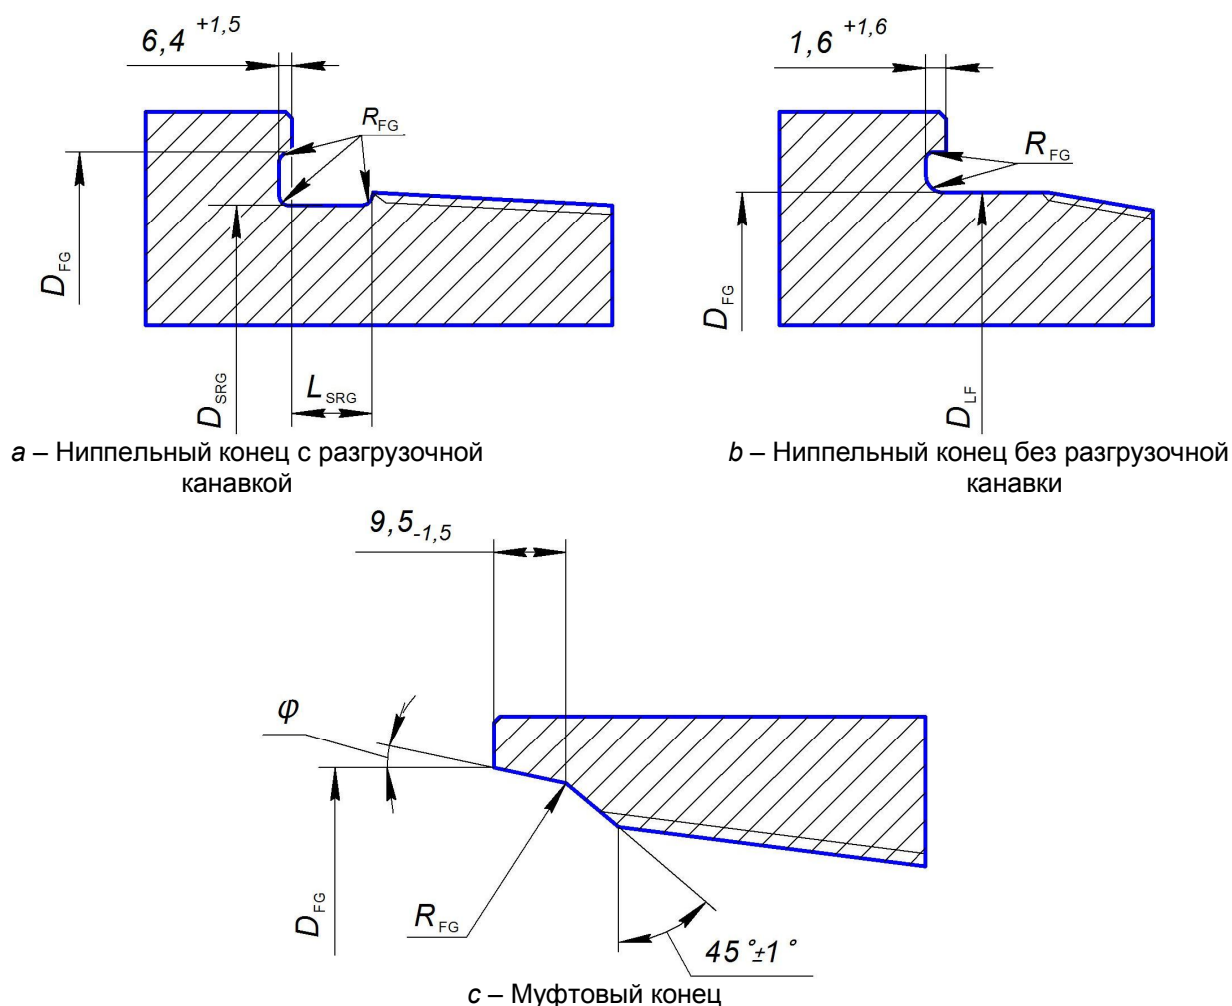 6,4 +1,5
1,6 +1,6
R FG
R FG
D FG
D FG
D SRG
L SRG
D LF
a – Ниппельный конец с разгрузочной
канавкой
b – Ниппельный конец без разгрузочной
канавки
9,5 -1,5
φ
D FG
R FG
45°±1°
c – Муфтовый конец